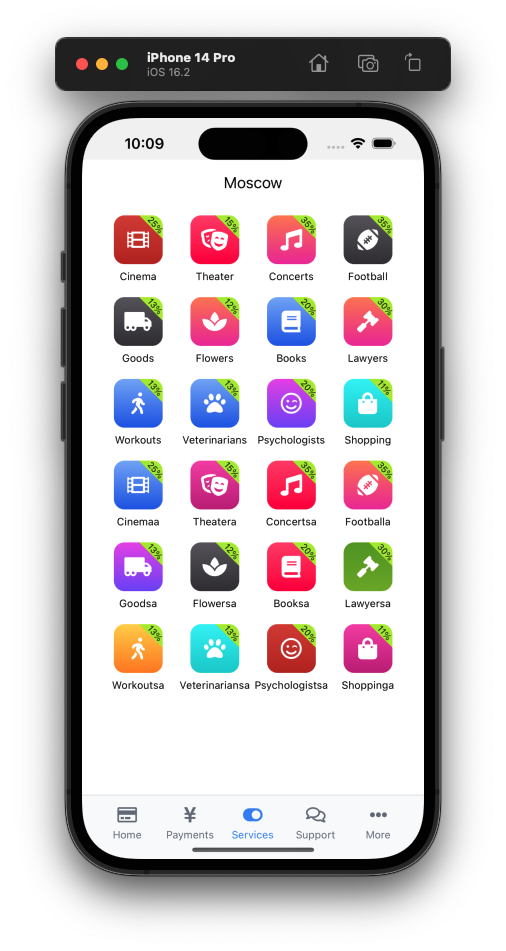 iPhone 14 Pro
iOS 16.2
10:09
Moscow
25% 15% 35% 35%
Cinema Theater Concerts Football
13% 12% 20% 30%
Goods Flowers Books Lawyers
13% 13% 20% 11%
Workouts Veterinarians Psychologists Shopping
25% 15% 35% 35%
Cinemaa Theatera Concertsa Footballa
13% 12% 20% 30%
Goodsa Flowersa Booksa Lawyersa
13% 13% 20% 11%
Workoutsa Veterinariansa Psychologistsa Shoppinga
¥
Home Payments Services Support More